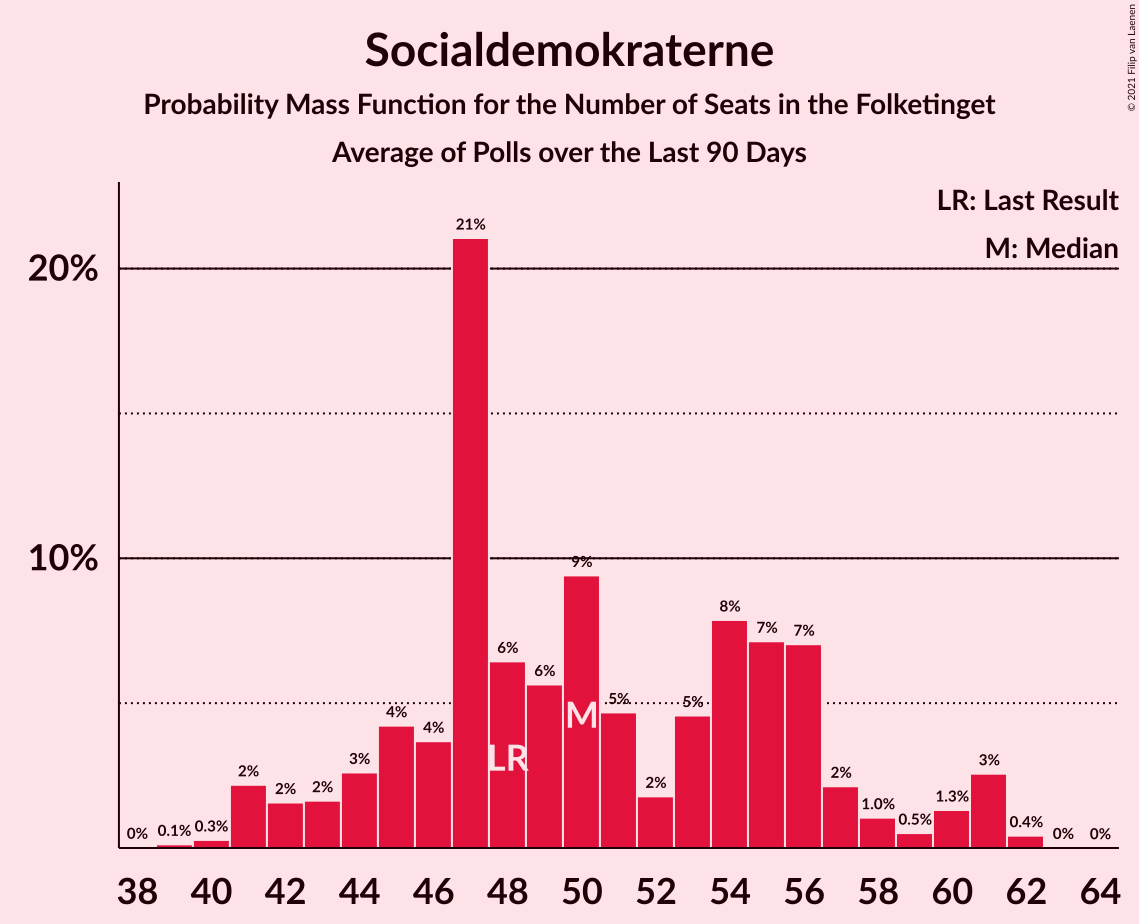 Socialdemokraterne
Probability Mass Function for the Number of Seats in the Folketinget
Average of Polls over the Last 90 Days
© 2021 Filip van Laenen
LR: Last Result
M: Median
20%
10%
0% 0.1% 0.3% 2% 2% 2% 3% 4% 4% 21% 6% 6% 9% 5% 2% 5% 8% 7% 7% 2% 1.0% 0.5% 1.3% 3% 0.4% 0% 0%
LR M
38 40 42 44 46 48 50 52 54 56 58 60 62 64